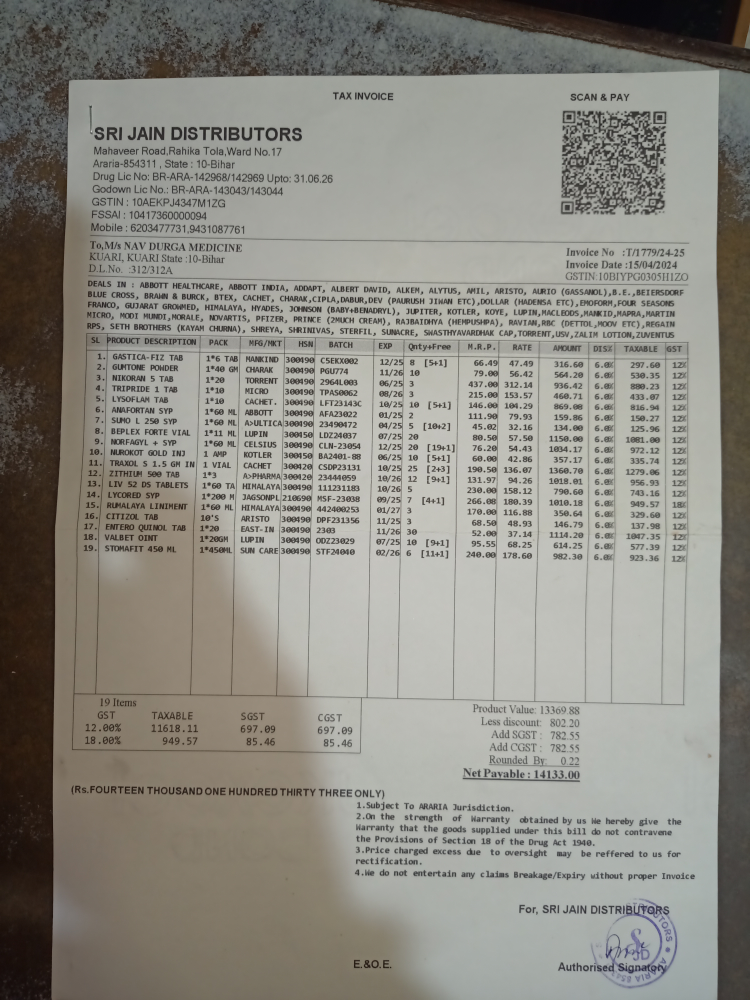 TAX INVOICE
SCAN & PAY
SRI JAIN DISTRIBUTORS
Mahaveer Road,Rahika Tola,Ward No.17
Araria-854311 , State : 10-Bihar
Drug Lic No: BR-ARA-142968/142969 Upto: 31.06.26
Godown Lic No.: BR-ARA-143043/143044
GSTIN : 10AEKPJ4347M1ZG
FSSAI : 10417360000094
Mobile : 6203477731,9431087761
To,M/s NAV DURGA MEDICINE
KUARI, KUARI State :10-Bihar
D.L.No. :312/312A
Invoice No :T/1779/24-25
Invoice Date :15/04/2024
GSTIN:10BIYPG0305H1ZO
DEALS IN : ABBOTT HEALTHCARE, ABBOTT INDIA, ADDAPT, ALBERT DAVID, ALKEM, ALYTUS, AMIL, ARISTO, AURIO (GASSANOL),B.E.,BEIERSDORF
BLUE CROSS, BRAWN & BURCK, BTEX, CACHET, CHARAK,CIPLA,DABUR,DEV (PAURUSH JIWAN ETC),DOLLAR (HADENSA ETC),EMOFORM,FOUR SEASONS
FRANCO, GUJARAT GROWMED, HIMALAYA, HYADES, JOHNSON (BABY+BENADRYL), JUPITER, KOTLER, KOYE, LUPIN,MACLEODS,MANKID,MAPRA,MARTIN
MICRO, MODI MUNDI,MORALE, NOVARTIS, PFIZER, PRINCE (2MUCH CREAM), RAJBAIDHYA (HEMPUSHPA), RAVIAN,RBC (DETTOL,MOOV ETC),REGAIN
RPS, SETH BROTHERS (KAYAM CHURNA), SHREYA, SHRINIVAS, STERFIL, SUNACRE, SWASTHYAVARDHAK CAP,TORRENT,USV,ZALIM LOTION,ZUVENTUS
SL PRODUCT DESCRIPTION PACK MFG/MKT HSN BATCH EXP Qnty+Free M.R.P. RATE AMOUNT DIS% TAXABLE GST
1. GASTICA-FIZ TAB 1*6 TAB MANKIND 300490 C5EKX002 12/25 8 [5+1] 66.49 47.49 316.60 6.0% 297.60 12%
2. GUMTONE POWDER 1*40 GM CHARAK 300490 PGU774 11/26 10 79.00 56.42 564.20 6.0% 530.35 12%
3. NIKORAN 5 TAB 1*20 TORRENT 300490 2964L003 06/25 3 437.00 312.14 936.42 6.0% 880.23 12%
4. TRIPRIDE 1 TAB 1*10 MICRO 300490 TPAS0062 08/26 3 215.00 153.57 460.71 6.0% 433.07 12%
5. LYSOFLAM TAB 1*10 CACHET. 300490 LFT23143C 10/25 10 [5+1] 146.00 104.29 869.08 6.0% 816.94 12%
6. ANAFORTAN SYP 1*60 ML ABBOTT 300490 AFA23022 01/25 2 111.90 79.93 159.86 6.0% 150.27 12%
7. SUMO L 250 SYP 1*60 ML A>ULTICA 300490 23490472 04/25 5 [10+2] 45.02 32.16 134.00 6.0% 125.96 12%
8. BEPLEX FORTE VIAL 1*11 ML LUPIN 300450 LDZ24037 07/25 20 80.50 57.50 1150.00 6.0% 1081.00 12%
9. NORFAGYL + SYP 1*60 ML CELSIUS 300450 CLN-23054 12/25 20 [19+1] 76.20 54.43 1034.17 6.0% 972.12 12%
10. NUROKOT GOLD INJ 1 AMP KOTLER 300490 BA2401-88 06/25 10 [5+1] 60.00 42.86 357.17 6.0% 335.74 12%
11. TRAXOL S 1.5 GM IN 1 VIAL CACHET 300420 CSDP23131 10/25 25 [2+3] 190.50 136.07 1360.70 6.0% 1279.06 12%
12. ZITHIUM 500 TAB 1*3 A>PHARMA 300420 23444059 10/26 12 [9+1] 131.97 94.26 1018.01 6.0% 956.93 12%
13. LIV 52 DS TABLETS 1*60 TA HIMALAYA 300490 111231183 10/26 5 230.00 158.12 790.60 6.0% 743.16 12%
14. LYCORED SYP 1*200 M JAGSONPL 210690 MSF-23038 09/25 7 [4+1] 266.08 180.39 1010.18 6.0% 949.57 18%
15. RUMALAYA LINIMENT 1*60 ML HIMALAYA 300490 442400253 01/27 3 170.00 116.88 350.64 6.0% 329.60 12%
16. CITIZOL TAB 10'S ARISTO 300490 DPF231356 11/25 3 68.50 48.93 146.79 6.0% 137.98 12%
17. ENTERO QUINOL TAB 1*20 EAST-IN 300490 2303 11/26 30 52.00 37.14 1114.20 6.0% 1047.35 12%
18. VALBET OINT 1*20GM LUPIN 300490 ODZ23029 07/25 10 [9+1] 95.55 68.25 614.25 6.0% 577.39 12%
19. STOMAFIT 450 ML 1*450ML SUN CARE 300490 STF24040 02/26 6 [11+1] 240.00 178.60 982.30 6.0% 923.36 12%
19 Items
GST TAXABLE SGST CGST
12.00% 11618.11 697.09 697.09
18.00% 949.57 85.46 85.46
Product Value: 13369.88
Less discount: 802.20
Add SGST : 782.55
Add CGST : 782.55
Rounded By: 0.22
Net Payable : 14133.00
(Rs.FOURTEEN THOUSAND ONE HUNDRED THIRTY THREE ONLY)
1.Subject To ARARIA Jurisdiction.
2.On the strength of Warranty obtained by us We hereby give the
Warranty that the goods supplied under this bill do not contravene
the Provisions of Section 18 of the Drug Act 1940.
3.Price charged excess due to oversight may be reffered to us for
rectification.
4.We do not entertain any claims Breakage/Expiry without proper Invoice
For, SRI JAIN DISTRIBUTORS
E.&O.E.
Authorised Signatory